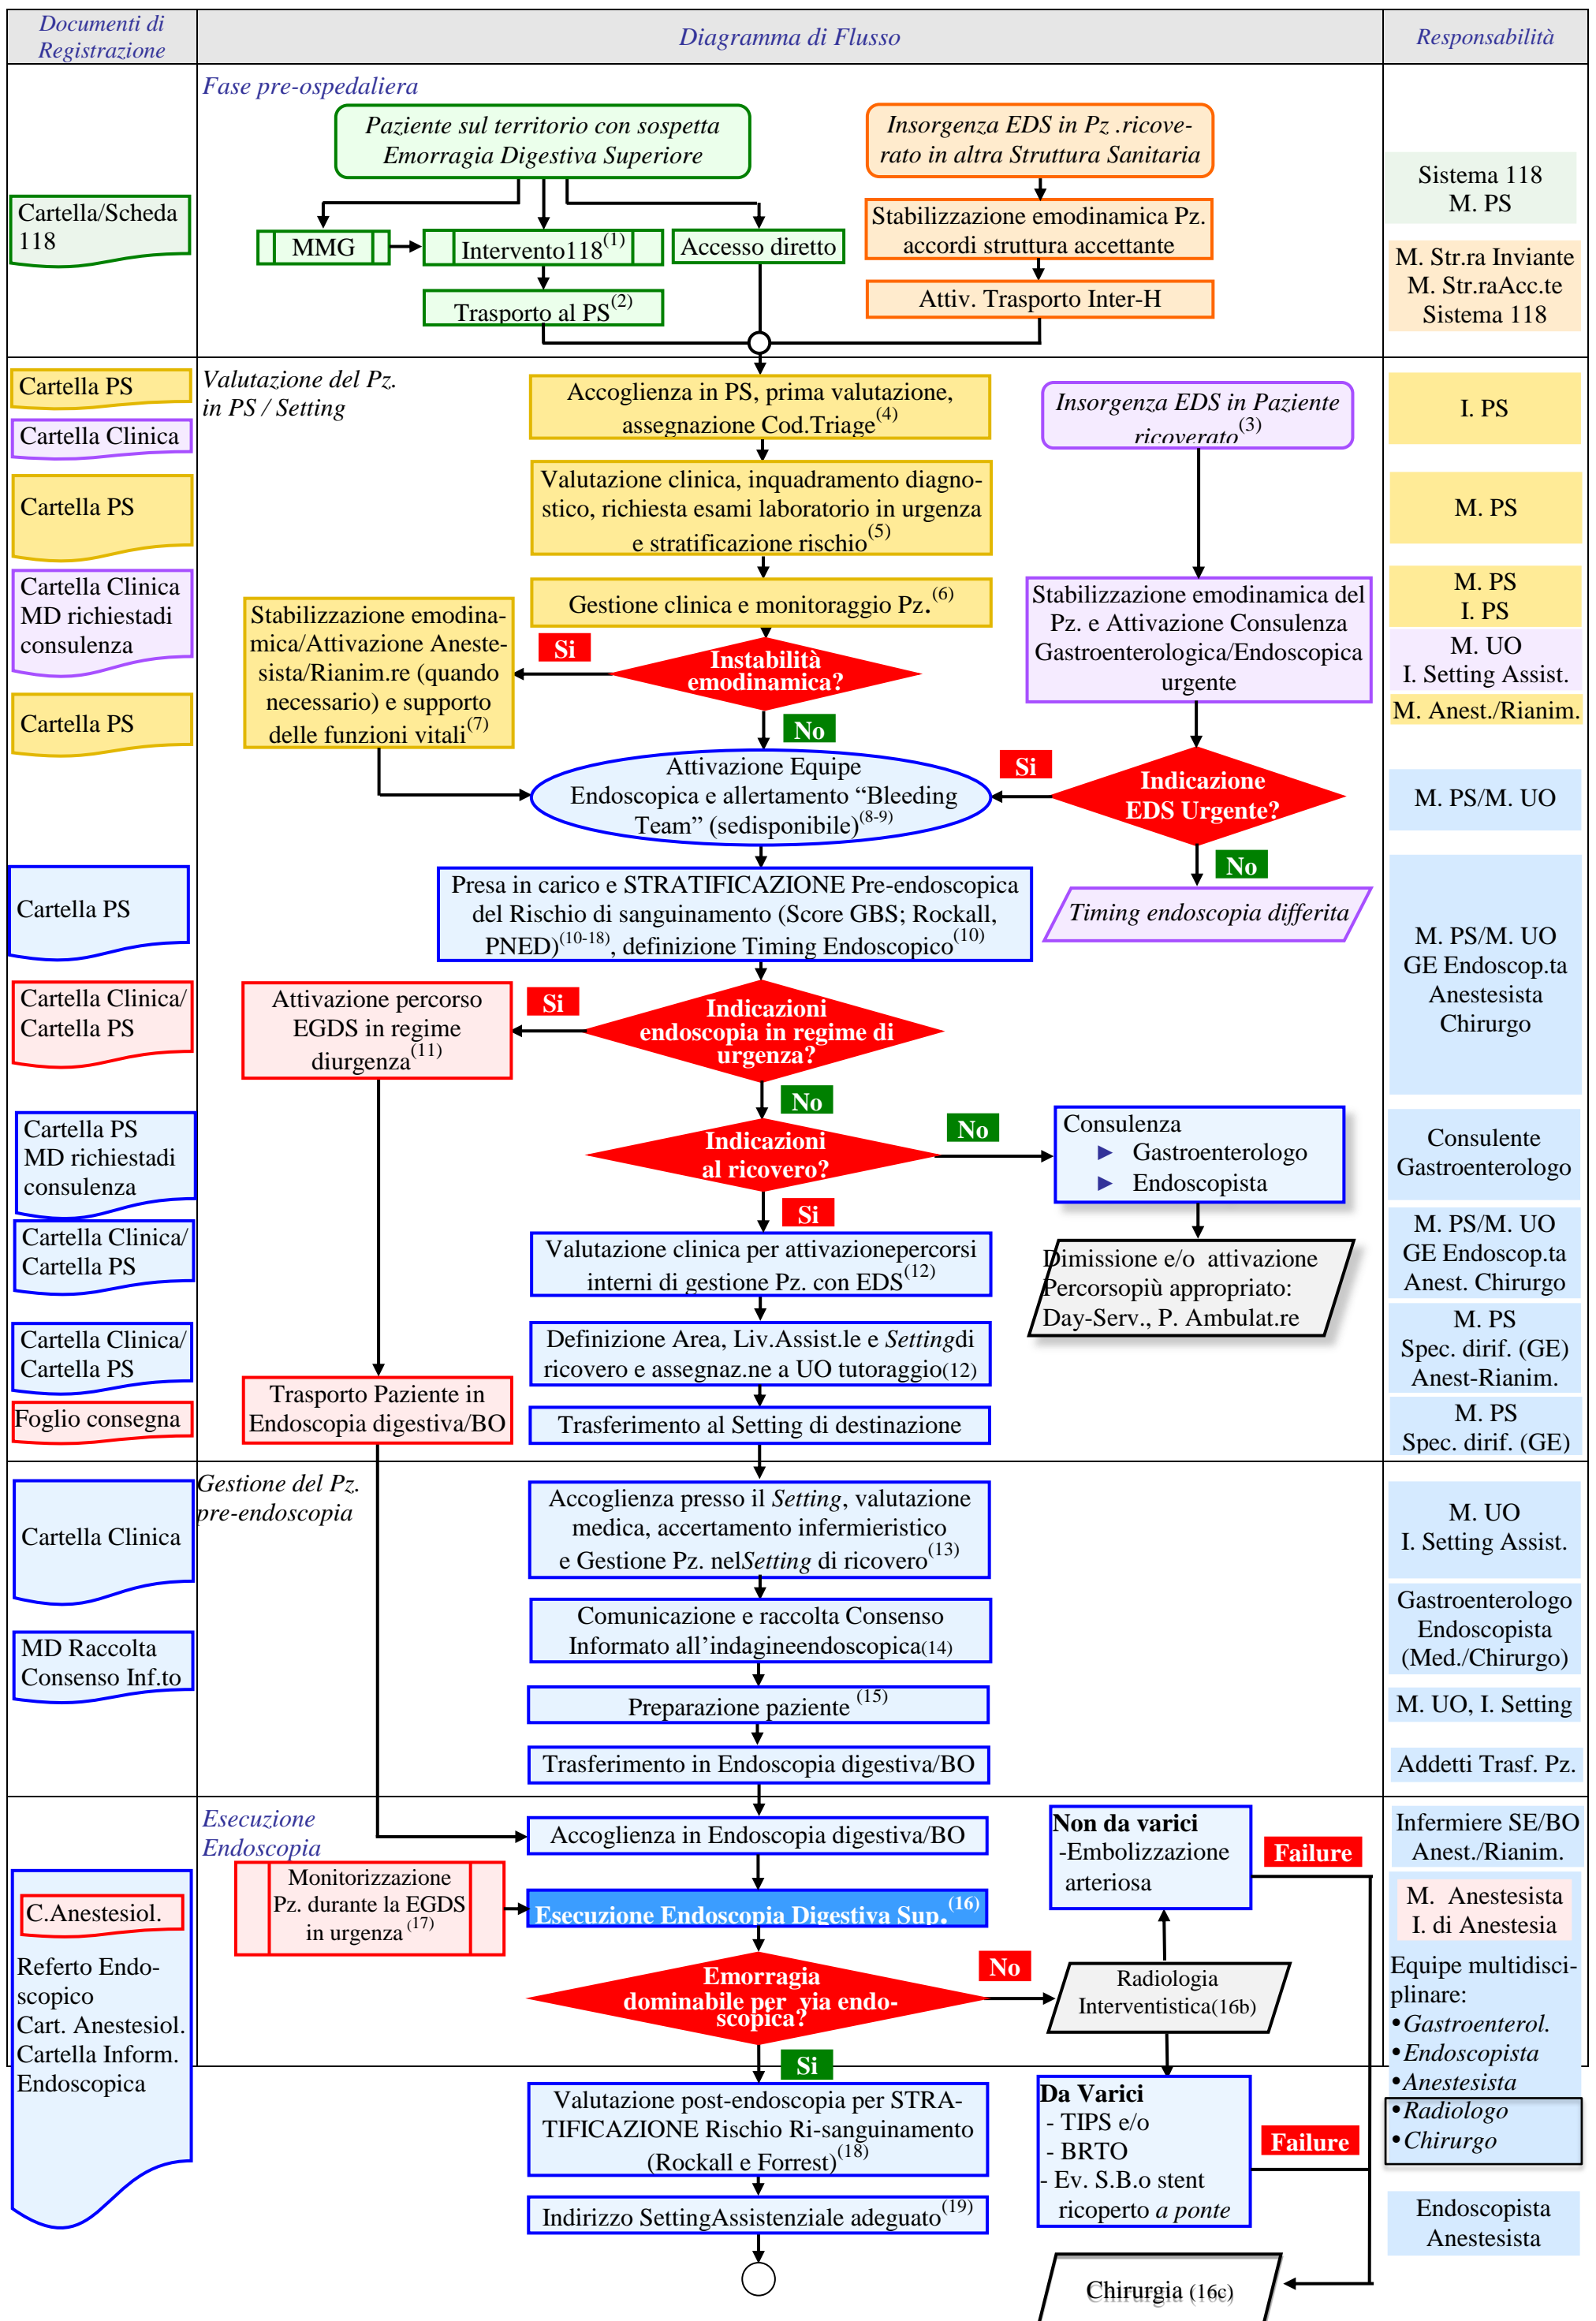 Documenti di
Registrazione
Diagramma di Flusso
Responsabilità
Fase pre-ospedaliera
Paziente sul territorio con sospetta
Emorragia Digestiva Superiore
Insorgenza EDS in Pz .ricove-
rato in altra Struttura Sanitaria
Cartella/Scheda
118
MMG
Intervento118(1)
Accesso diretto
Trasporto al PS(2)
Stabilizzazione emodinamica Pz.
accordi struttura accettante
Attiv. Trasporto Inter-H
Sistema 118
M. PS
M. Str.ra Inviante
M. Str.raAcc.te
Sistema 118
Valutazione del Pz.
in PS / Setting
Cartella PS
Cartella Clinica
Accoglienza in PS, prima valutazione,
assegnazione Cod.Triage(4)
Insorgenza EDS in Paziente
ricoverato(3)
I. PS
Cartella PS
Valutazione clinica, inquadramento diagno-
stico, richiesta esami laboratorio in urgenza
e stratificazione rischio(5)
M. PS
Cartella Clinica
MD richiestadi
consulenza
Gestione clinica e monitoraggio Pz.(6)
Stabilizzazione emodinamica del
Pz. e Attivazione Consulenza
Gastroenterologica/Endoscopica
urgente
M. PS
I. PS
M. UO
I. Setting Assist.
Stabilizzazione emodina-
mica/Attivazione Aneste-
sista/Rianim.re (quando
necessario) e supporto
delle funzioni vitali(7)
Si
Instabilità
emodinamica?
No
Cartella PS
M. Anest./Rianim.
Attivazione Equipe
Endoscopica e allertamento “Bleeding
Team” (sedisponibile)(8-9)
Si
Indicazione
EDS Urgente?
No
M. PS/M. UO
Timing endoscopia differita
Cartella PS
Presa in carico e STRATIFICAZIONE Pre-endoscopica
del Rischio di sanguinamento (Score GBS; Rockall,
PNED)(10-18), definizione Timing Endoscopico(10)
M. PS/M. UO
GE Endoscop.ta
Anestesista
Chirurgo
Cartella Clinica/
Cartella PS
Attivazione percorso
EGDS in regime
diurgenza(11)
Si
Indicazioni
endoscopia in regime di
urgenza?
No
Cartella PS
MD richiestadi
consulenza
Indicazioni
al ricovero?
No
Si
Consulenza
► Gastroenterologo
► Endoscopista
Consulente
Gastroenterologo
Cartella Clinica/
Cartella PS
Valutazione clinica per attivazionepercorsi
interni di gestione Pz. con EDS(12)
Dimissione e/o attivazione
Percorsopiù appropriato:
Day-Serv., P. Ambulat.re
M. PS/M. UO
GE Endoscop.ta
Anest. Chirurgo
Cartella Clinica/
Cartella PS
Definizione Area, Liv.Assist.le e Settingdi
ricovero e assegnaz.ne a UO tutoraggio(12)
M. PS
Spec. dirif. (GE)
Anest-Rianim.
Foglio consegna
Trasporto Paziente in
Endoscopia digestiva/BO
Trasferimento al Setting di destinazione
M. PS
Spec. dirif. (GE)
Gestione del Pz.
pre-endoscopia
Cartella Clinica
Accoglienza presso il Setting, valutazione
medica, accertamento infermieristico
e Gestione Pz. nelSetting di ricovero(13)
M. UO
I. Setting Assist.
MD Raccolta
Consenso Inf.to
Comunicazione e raccolta Consenso
Informato all’indagineendoscopica(14)
Gastroenterologo
Endoscopista
(Med./Chirurgo)
Preparazione paziente (15)
M. UO, I. Setting
Trasferimento in Endoscopia digestiva/BO
Addetti Trasf. Pz.
Esecuzione
Endoscopia
Accoglienza in Endoscopia digestiva/BO
Non da varici
-Embolizzazione
arteriosa
Failure
Infermiere SE/BO
Anest./Rianim.
C.Anestesiol.
Monitorizzazione
Pz. durante la EGDS
in urgenza(17)
Esecuzione Endoscopia Digestiva Sup.(16)
M. Anestesista
I. di Anestesia
Referto Endo-
scopico
Cart. Anestesiol.
Cartella Inform.
Endoscopica
Emorragia
dominabile per via endo-
scopica?
No
Si
Radiologia
Interventistica(16b)
Equipe multidisci-
plinare:
•Gastroenterol.
•Endoscopista
•Anestesista
•Radiologo
•Chirurgo
Valutazione post-endoscopia per STRA-
TIFICAZIONE Rischio Ri-sanguinamento
(Rockall e Forrest)(18)
Da Varici
- TIPS e/o
- BRTO
- Ev. S.B.o stent
ricoperto a ponte
Failure
Indirizzo SettingAssistenziale adeguato(19)
Endoscopista
Anestesista
Chirurgia (16c)